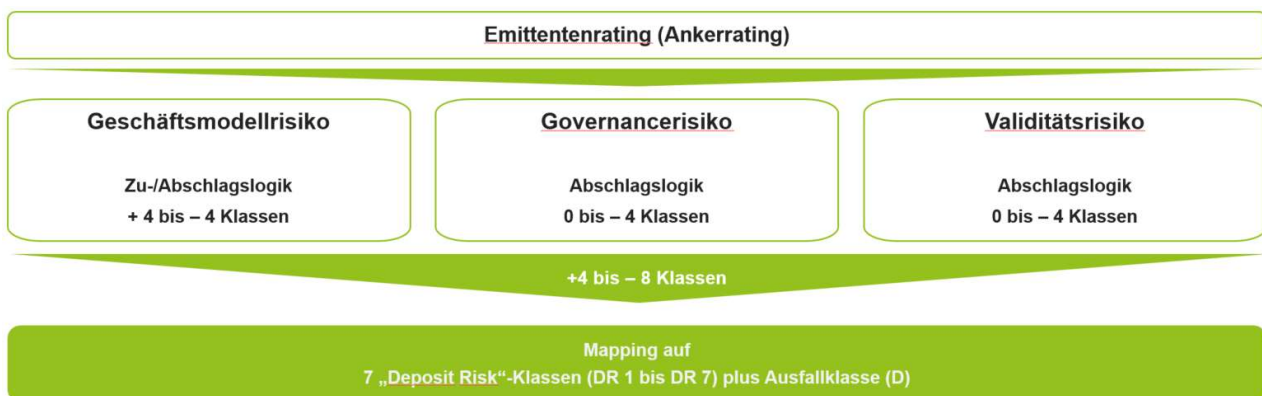 Emittentenrating (Ankerrating)
Geschäftsmodellrisiko
Zu-/Abschlagslogik
+ 4 bis – 4 Klassen
Governancerisiko
Abschlagslogik
0 bis – 4 Klassen
Validitätsrisiko
Abschlagslogik
0 bis – 4 Klassen
+4 bis – 8 Klassen
Mapping auf
7 „Deposit Risk“-Klassen (DR 1 bis DR 7) plus Ausfallklasse (D)